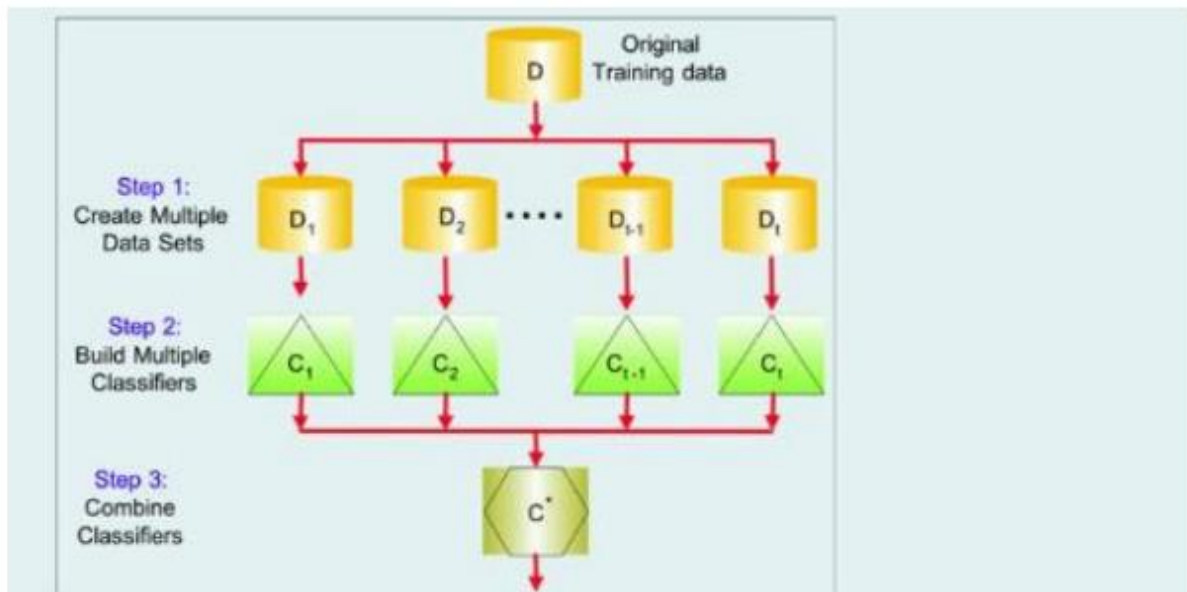 D
Original
Training data
Step 1:
Create Multiple
Data Sets
D₁
D₂
....
Dₜ₋₁
Dₜ
Step 2:
Build Multiple
Classifiers
C₁
C₂
Cₜ₋₁
Cₜ
Step 3:
Combine
Classifiers
C*